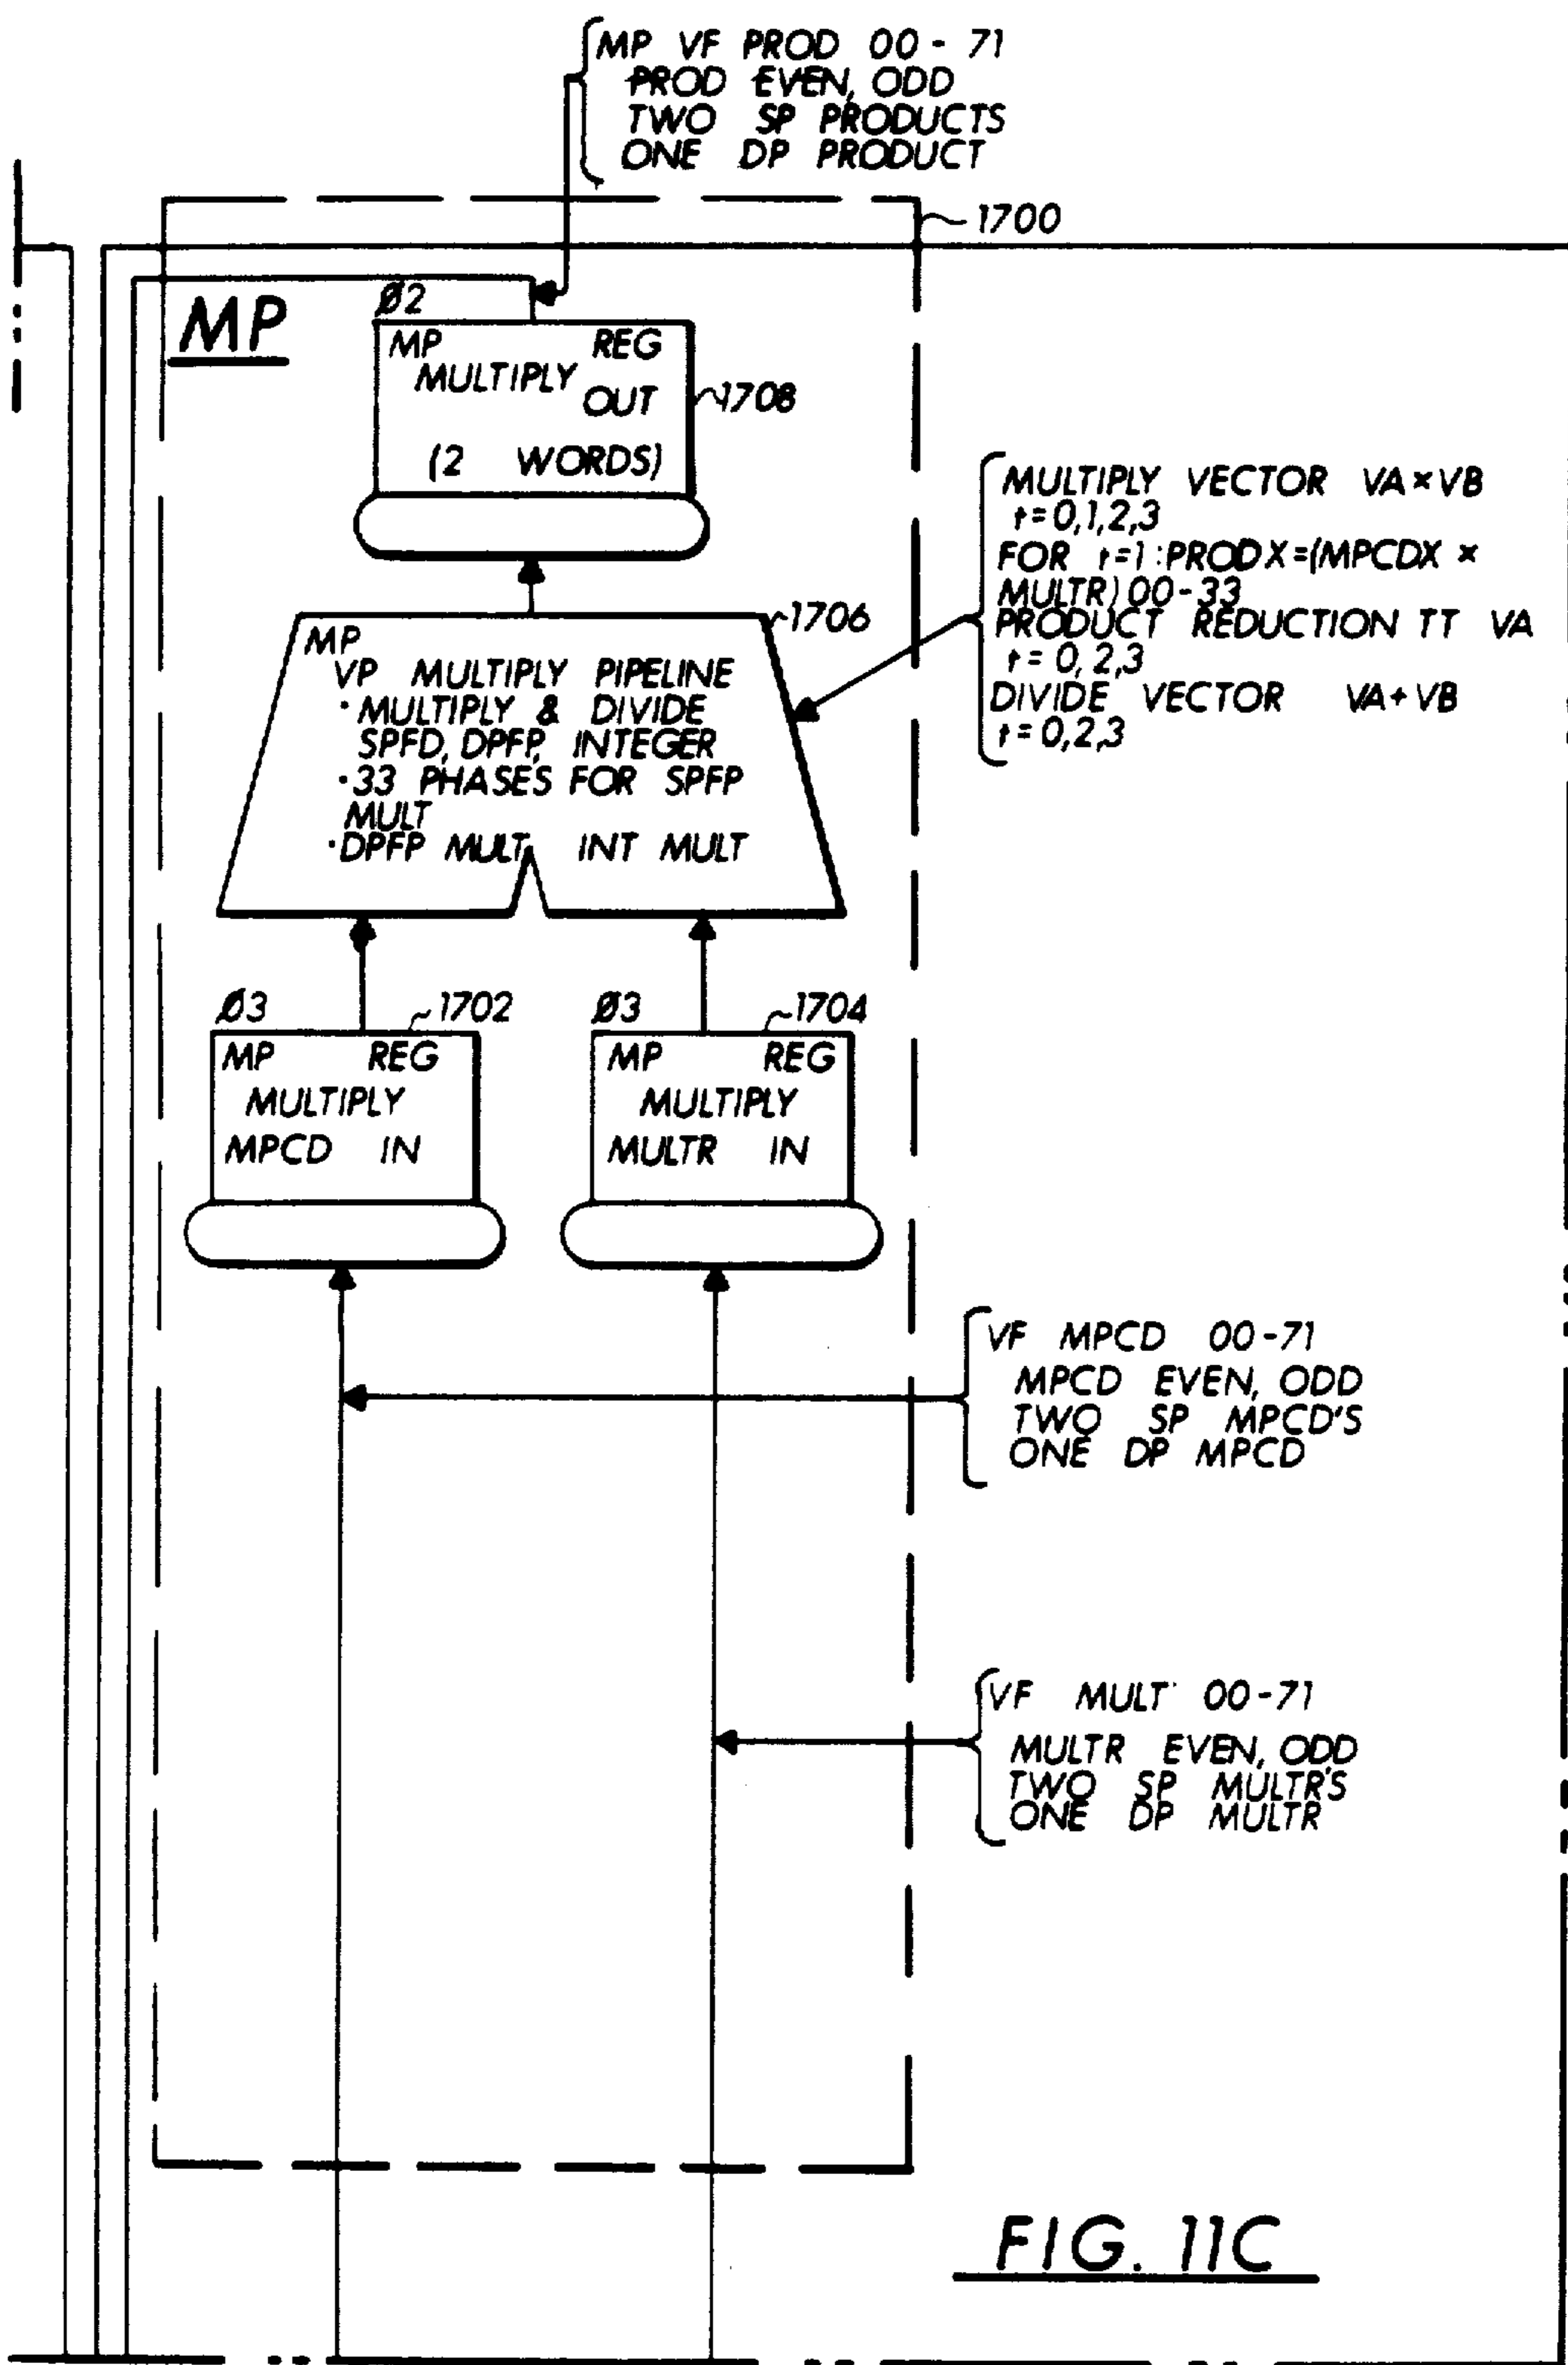 MP VF PROD 00-71
PROD EVEN, ODD
TWO SP PRODUCTS
ONE DP PRODUCT
1700
MP
Ø2
MP REG
MULTIPLY
OUT
(2 WORDS)
1708
MULTIPLY VECTOR VA×VB
t=0,1,2,3
FOR t=1:PRODX=(MPCDX ×
MULTR)00-33
PRODUCT REDUCTION TT VA
t=0,2,3
DIVIDE VECTOR VA+VB
t=0,2,3
1706
MP
VP MULTIPLY PIPELINE
·MULTIPLY & DIVIDE
SPFD, DPFP, INTEGER
·33 PHASES FOR SPFP
MULT
·DPFP MULT, INT MULT
Ø3
1702
MP REG
MULTIPLY
MPCD IN
Ø3
1704
MP REG
MULTIPLY
MULTR IN
VF MPCD 00-71
MPCD EVEN, ODD
TWO SP MPCD'S
ONE DP MPCD
VF MULT 00-71
MULTR EVEN, ODD
TWO SP MULTR'S
ONE DP MULTR
FIG. 11C